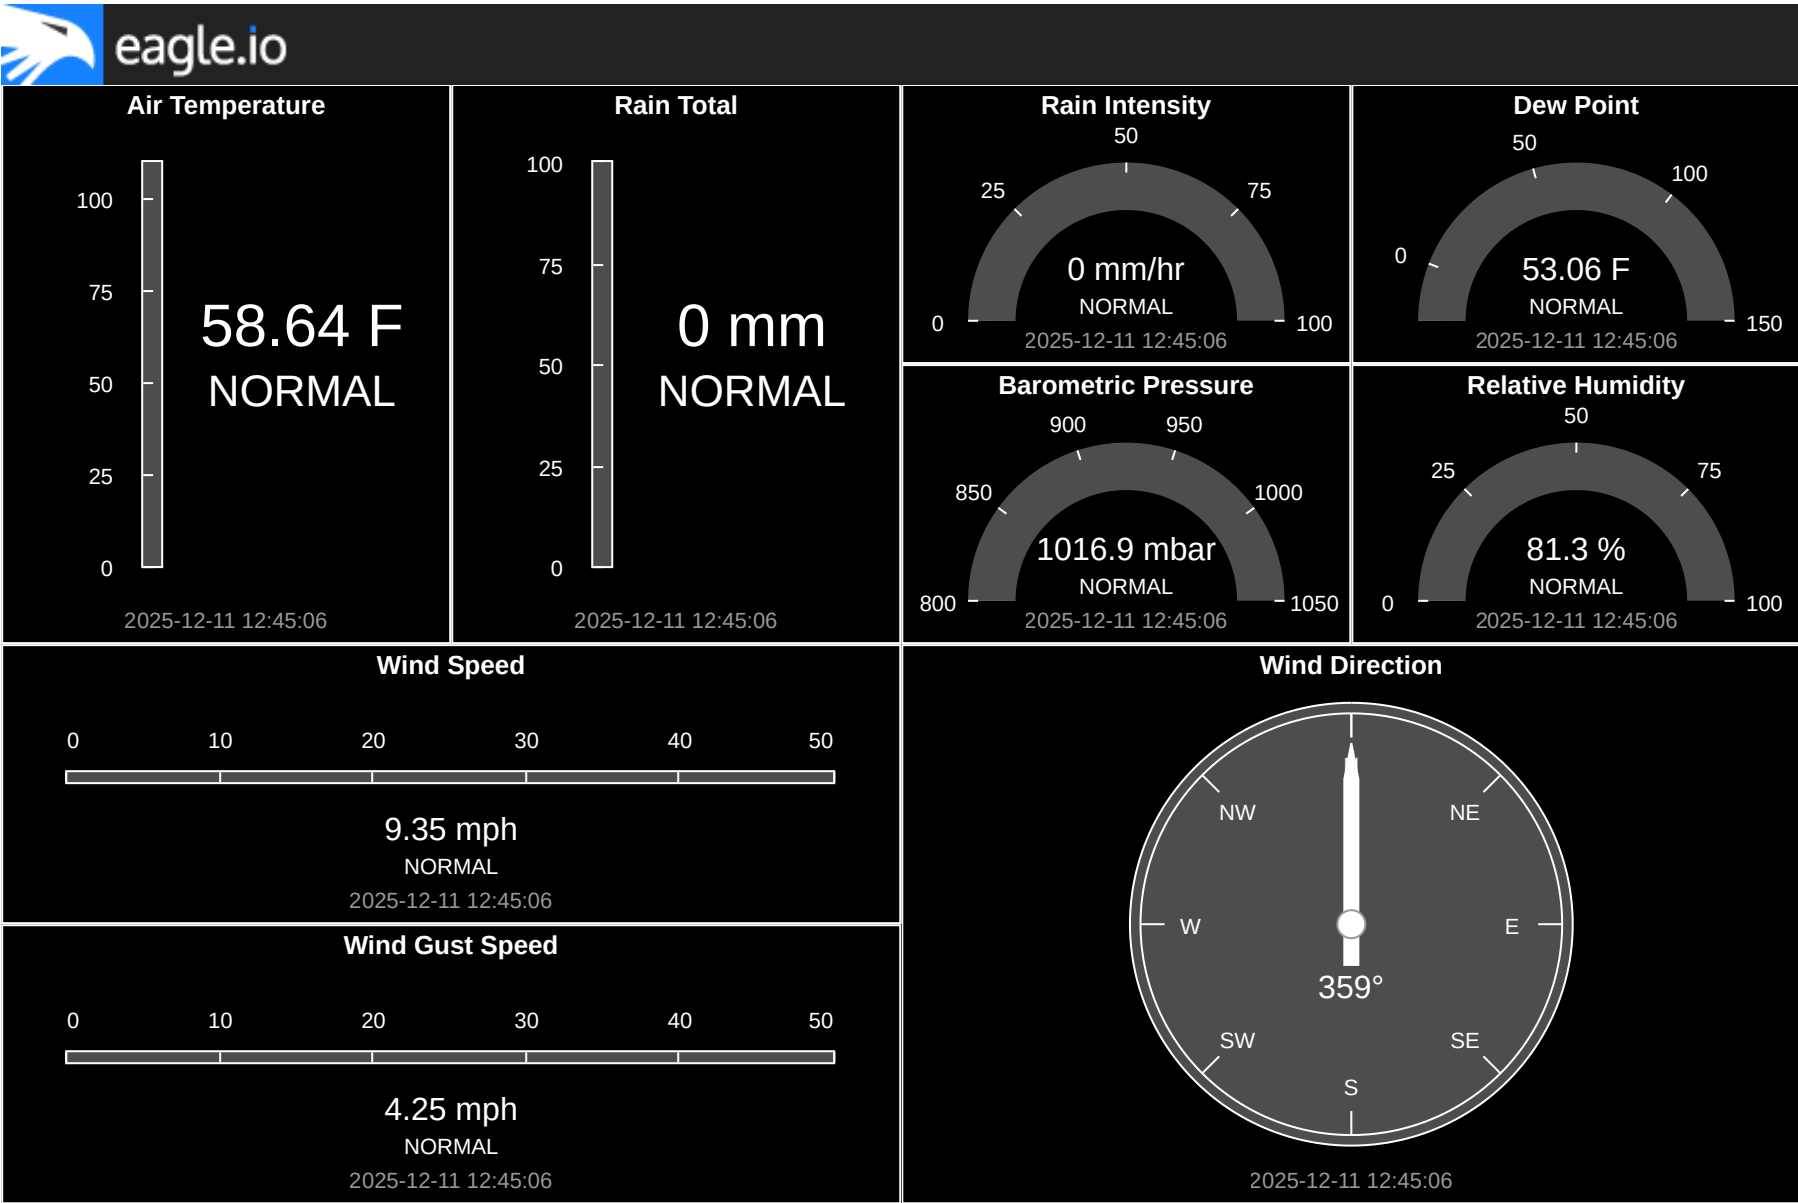 eagle.io
Air Temperature
100
75
50
25
0
58.64 F
NORMAL
2025-12-11 12:45:06
Rain Total
100
75
50
25
0
0 mm
NORMAL
2025-12-11 12:45:06
Rain Intensity
0
25
50
75
100
0 mm/hr
NORMAL
2025-12-11 12:45:06
Dew Point
0
50
100
150
53.06 F
NORMAL
2025-12-11 12:45:06
Barometric Pressure
800
850
900
950
1000
1050
1016.9 mbar
NORMAL
2025-12-11 12:45:06
Relative Humidity
0
25
50
75
100
81.3 %
NORMAL
2025-12-11 12:45:06
Wind Speed
0 10 20 30 40 50
9.35 mph
NORMAL
2025-12-11 12:45:06
Wind Gust Speed
0 10 20 30 40 50
4.25 mph
NORMAL
2025-12-11 12:45:06
Wind Direction
NW NE
W E
359°
SW SE
S
2025-12-11 12:45:06